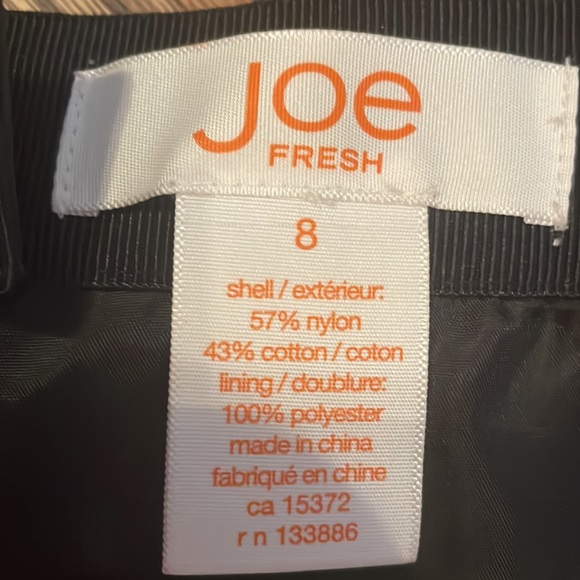 Joe
FRESH
8
shell / extérieur:
57% nylon
43% cotton / coton
lining / doublure:
100% polyester
made in china
fabriqué en chine
ca 15372
r n 133886